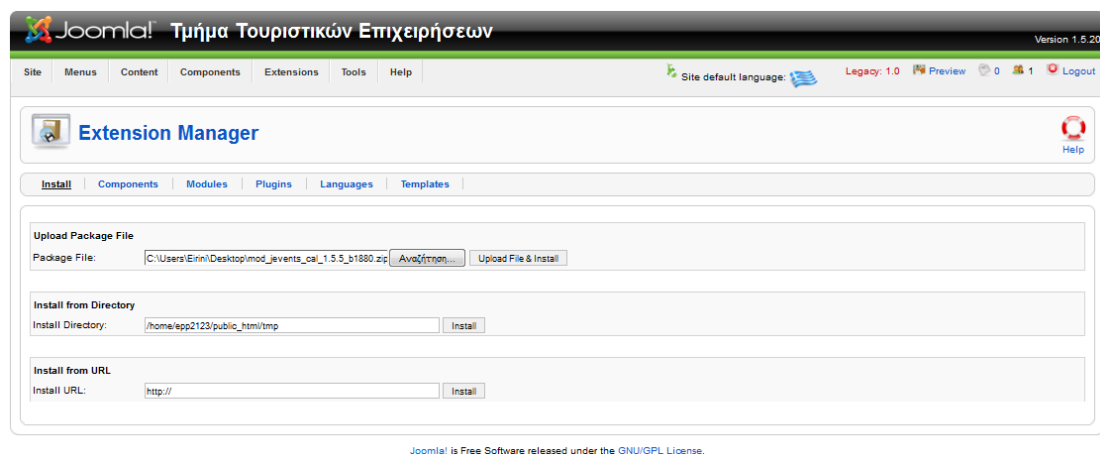 Joomla! Τμήμα Τουριστικών Επιχειρήσεων
Version 1.5.20
Site Menus Content Components Extensions Tools Help Site default language: Legacy: 1.0 Preview 0 1 Logout
Extension Manager
Help
Install Components Modules Plugins Languages Templates
Upload Package File
Package File: C:\Users\Eirini\Desktop\mod_jevents_cal_1.5.5_b1880.zip Αναζήτηση... Upload File & Install
Install from Directory
Install Directory: /home/epp2123/public_html/tmp Install
Install from URL
Install URL: http:// Install
Joomla! is Free Software released under the GNU/GPL License.